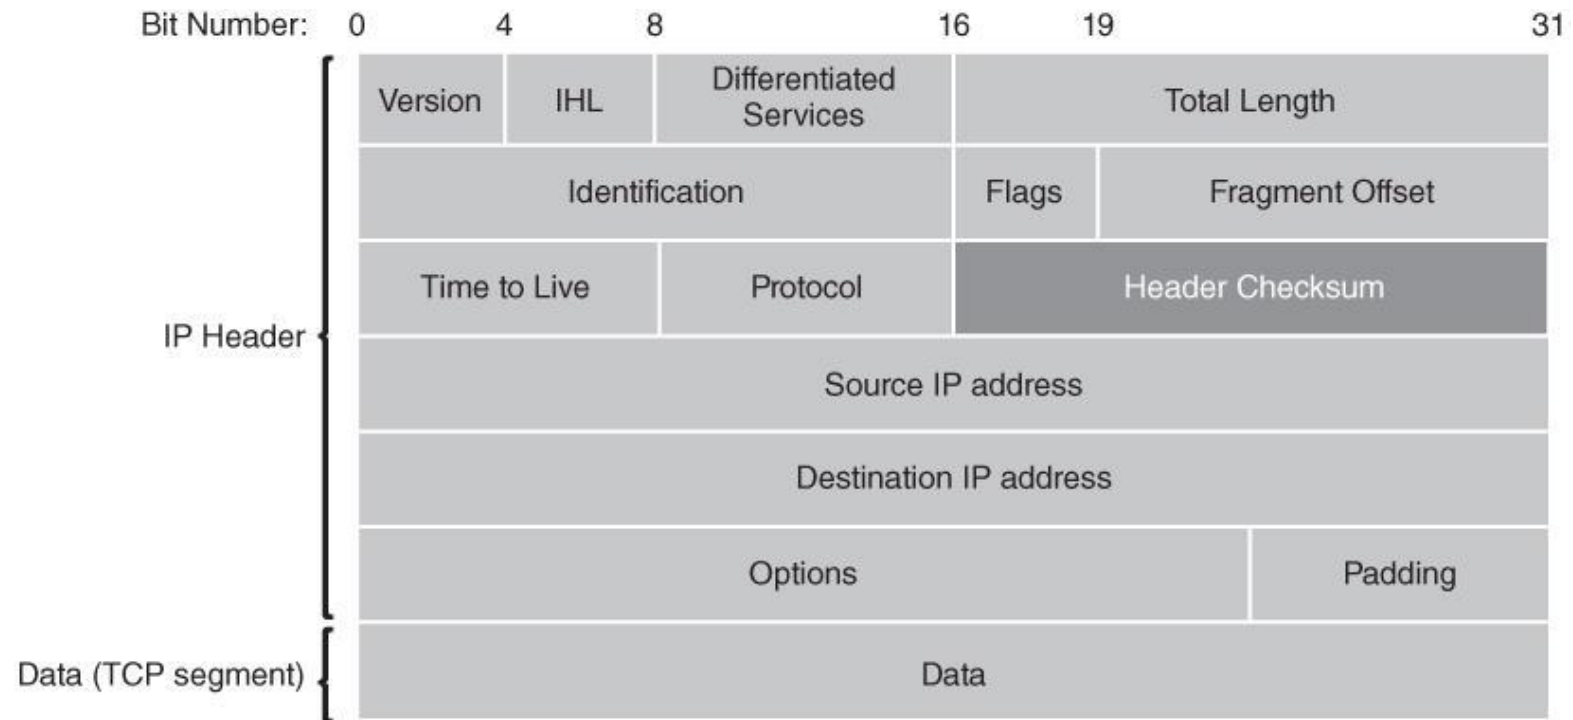 Bit Number: 0 4 8 16 19 31
Version IHL Differentiated Services Total Length
Identification Flags Fragment Offset
Time to Live Protocol Header Checksum
IP Header
Source IP address
Destination IP address
Options Padding
Data (TCP segment) Data